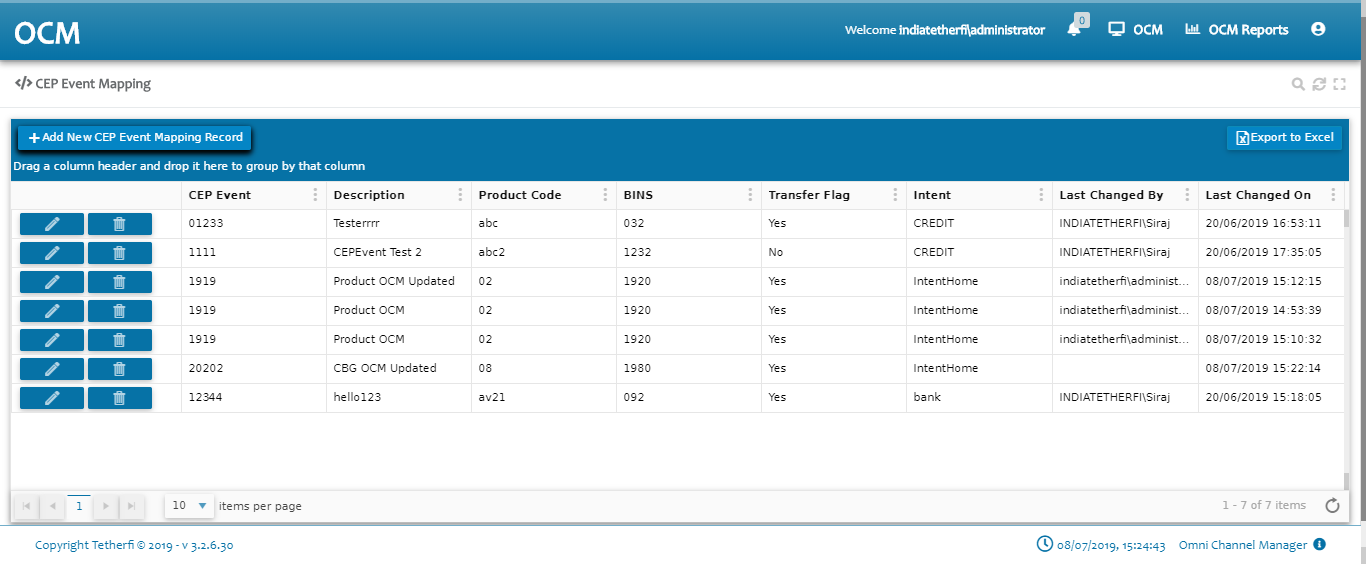 OCM
Welcome indiatetherfi\administrator 0 OCM OCM Reports
</> CEP Event Mapping
+ Add New CEP Event Mapping Record Export to Excel
Drag a column header and drop it here to group by that column
CEP Event Description Product Code BINS Transfer Flag Intent Last Changed By Last Changed On
01233 Testerrrr abc 032 Yes CREDIT INDIATETHERFI\Siraj 20/06/2019 16:53:11
1111 CEPEvent Test 2 abc2 1232 No CREDIT INDIATETHERFI\Siraj 20/06/2019 17:35:05
1919 Product OCM Updated 02 1920 Yes IntentHome indiatetherfi\administ... 08/07/2019 15:12:15
1919 Product OCM 02 1920 Yes IntentHome indiatetherfi\administ... 08/07/2019 14:53:39
1919 Product OCM 02 1920 Yes IntentHome indiatetherfi\administ... 08/07/2019 15:10:32
20202 CBG OCM Updated 08 1980 Yes IntentHome 08/07/2019 15:22:14
12344 hello123 av21 092 Yes bank INDIATETHERFI\Siraj 20/06/2019 15:18:05
1 10 items per page 1 - 7 of 7 items
Copyright Tetherfi © 2019 - v 3.2.6.30 08/07/2019, 15:24:43 Omni Channel Manager